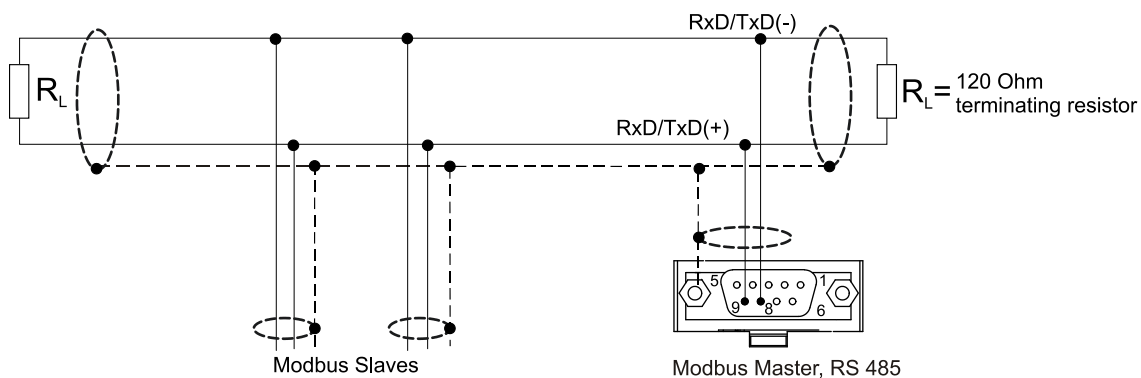 RxD/TxD(-)
R_L
R_L= 120 Ohm
terminating resistor
RxD/TxD(+)
5 1
9 8 6
Modbus Slaves
Modbus Master, RS 485